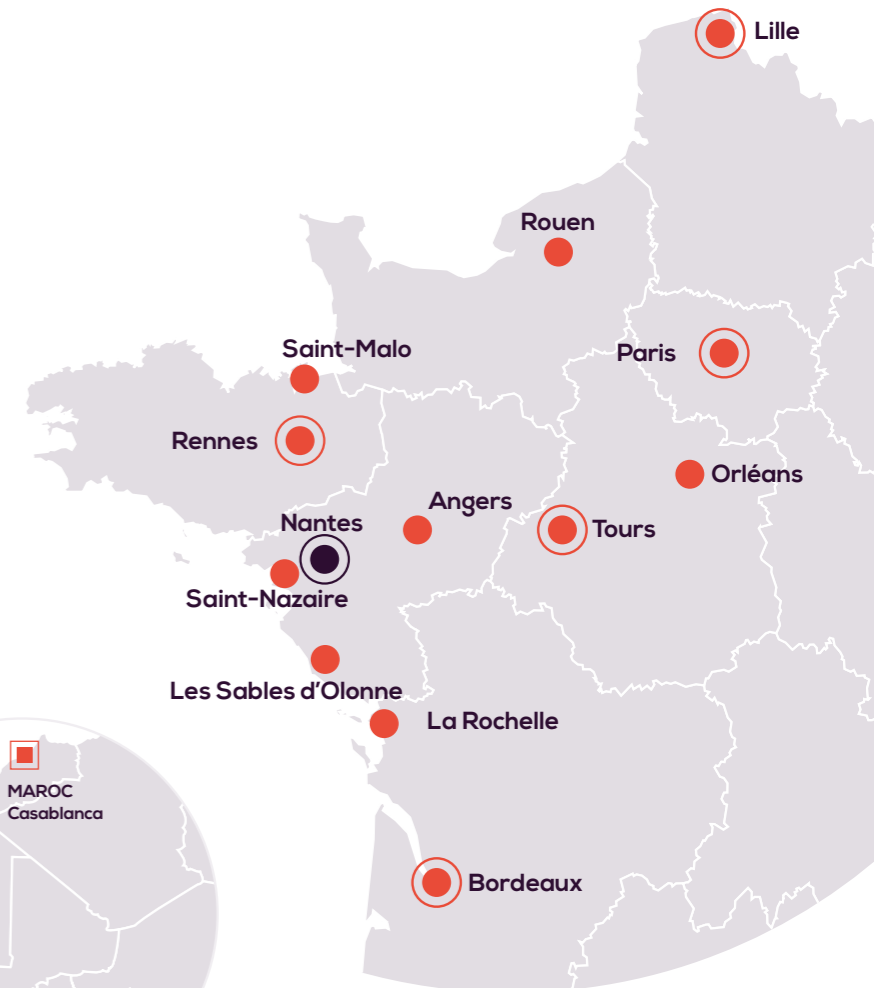 Lille
Rouen
Saint-Malo
Paris
Rennes
Orléans
Angers
Nantes
Tours
Saint-Nazaire
Les Sables d'Olonne
La Rochelle
MAROC
Casablanca
Bordeaux